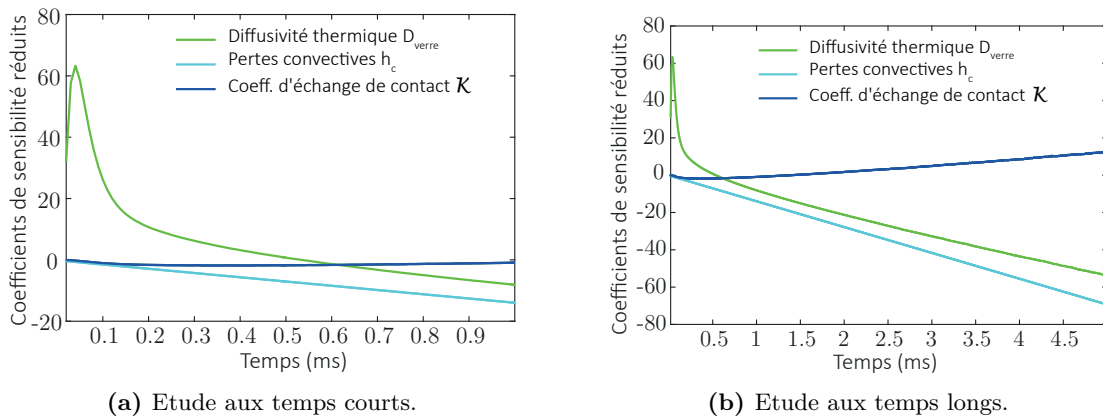 80
60
40
20
0
-20
Coefficients de sensibilité réduits
Diffusivité thermique D_verre
Pertes convectives h_c
Coeff. d'échange de contact 𝒦
0.1 0.2 0.3 0.4 0.5 0.6 0.7 0.8 0.9
Temps (ms)
(a) Etude aux temps courts.
80
60
40
20
0
-20
-40
-60
-80
Coefficients de sensibilité réduits
Diffusivité thermique D_verre
Pertes convectives h_c
Coeff. d'échange de contact 𝒦
0.5 1 1.5 2 2.5 3 3.5 4 4.5
Temps (ms)
(b) Etude aux temps longs.